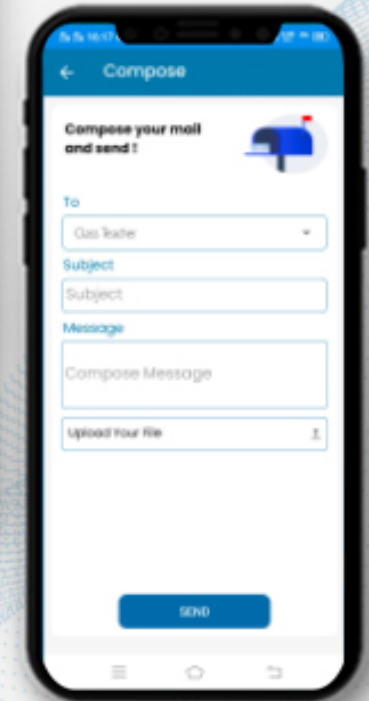 Compose
Compose your mail
and send !
To
Class Teacher
Subject
Subject
Message
Compose Message
Upload Your File
SEND